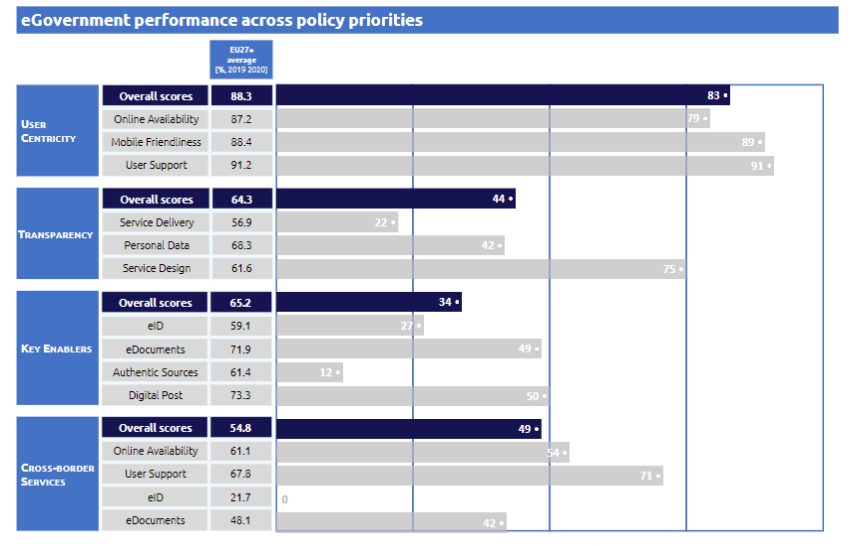 eGovernment performance across policy priorities
EU27+
average
[%, 2019 2020]
USER
CENTRICITY
Overall scores 88.3 83
Online Availability 87.2 79
Mobile Friendliness 88.4 89
User Support 91.2 91
TRANSPARENCY
Overall scores 64.3 44
Service Delivery 56.9 22
Personal Data 68.3 42
Service Design 61.6 75
KEY ENABLERS
Overall scores 65.2 34
eID 59.1 27
eDocuments 71.9 49
Authentic Sources 61.4 12
Digital Post 73.3 50
CROSS-BORDER
SERVICES
Overall scores 54.8 49
Online Availability 61.1 54
User Support 67.8 71
eID 21.7 0
eDocuments 48.1 42